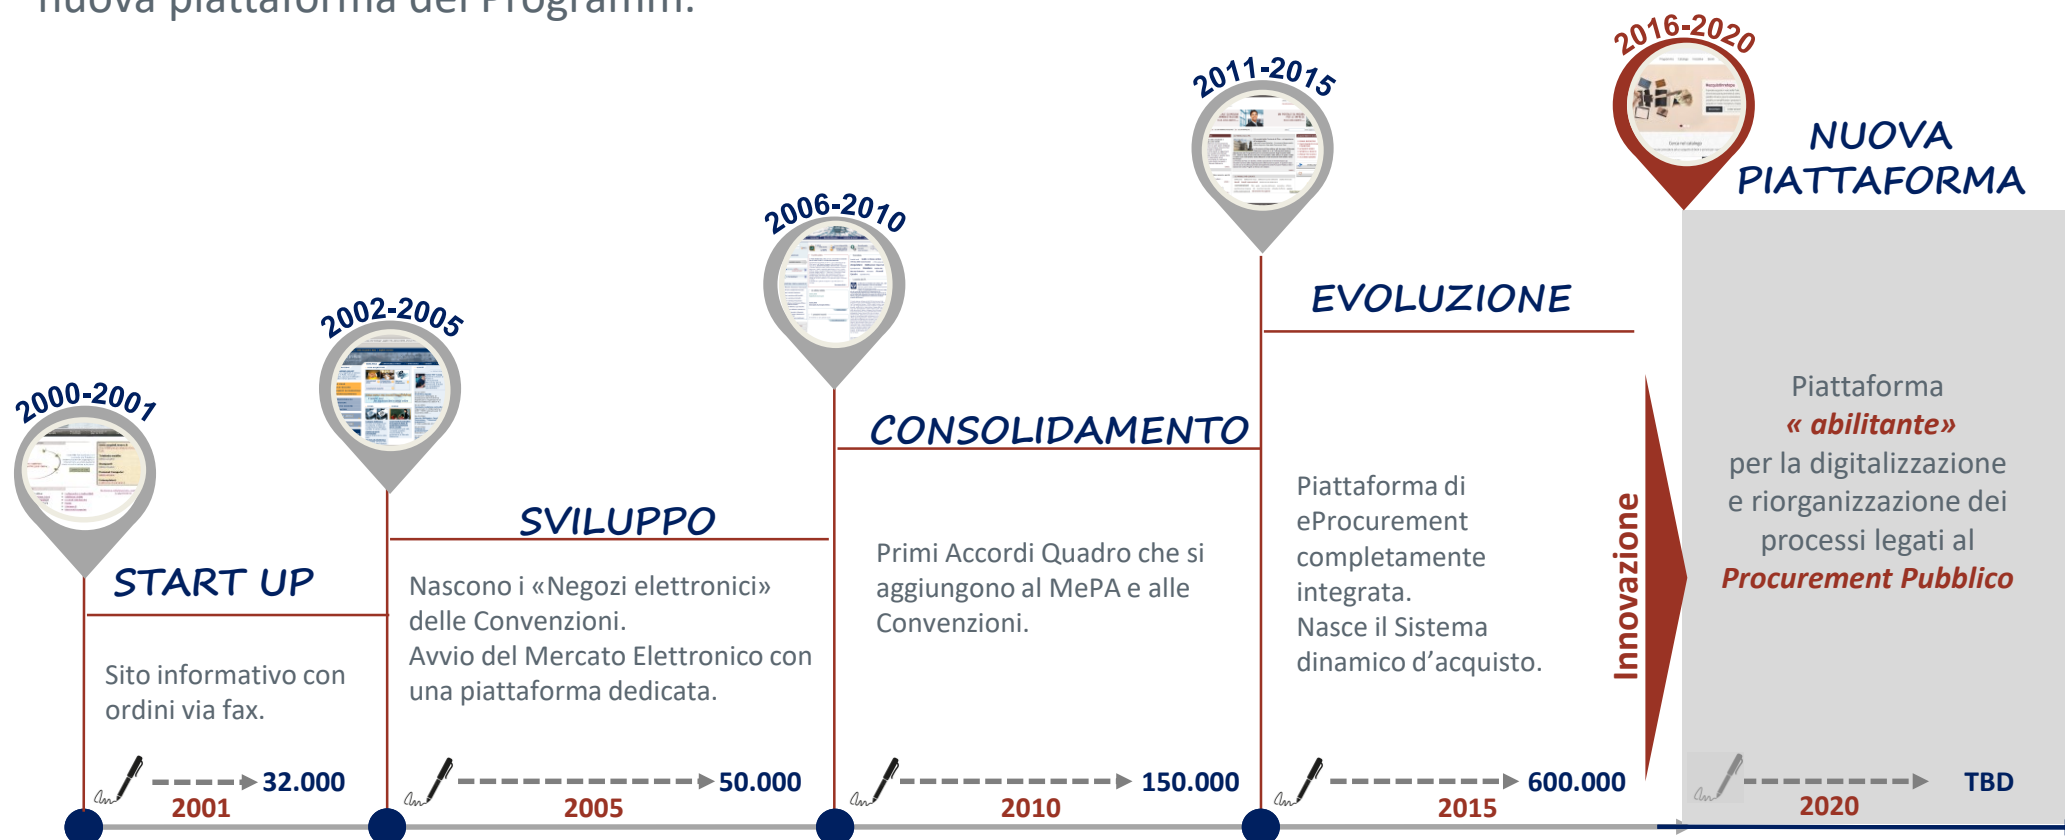 nuova piattaforma del Programm.
2000-2001
START UP
Sito informativo con
ordini via fax.
32.000
2001
2002-2005
SVILUPPO
Nascono i «Negozi elettronici»
delle Convenzioni.
Avvio del Mercato Elettronico con
una piattaforma dedicata.
50.000
2005
2006-2010
CONSOLIDAMENTO
Primi Accordi Quadro che si
aggiungono al MePA e alle
Convenzioni.
150.000
2010
2011-2015
EVOLUZIONE
Piattaforma di
eProcurement
completamente
integrata.
Nasce il Sistema
dinamico d'acquisto.
600.000
2015
Innovazione
2016-2020
NUOVA
PIATTAFORMA
Piattaforma
« abilitante»
per la digitalizzazione
e riorganizzazione dei
processi legati al
Procurement Pubblico
TBD
2020